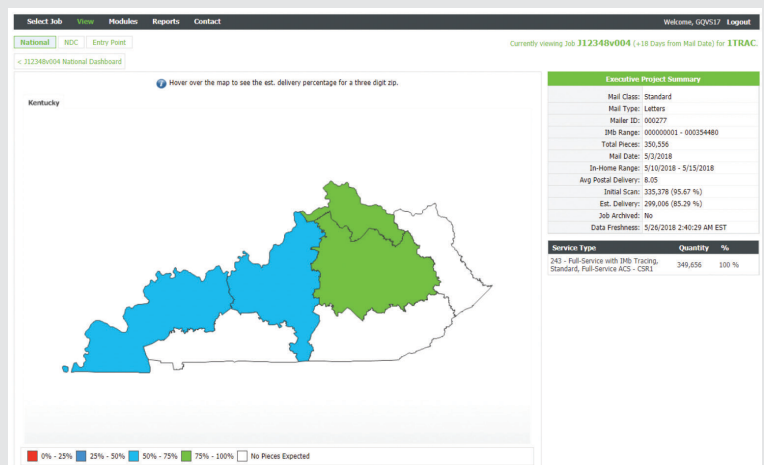 Select Job View Modules Reports Contact Welcome, GQVS17 Logout
National NDC Entry Point Currently viewing Job J12348v004 (+18 Days from Mail Date) for 1TRAC.
< J12348v004 National Dashboard
Hover over the map to see the est. delivery percentage for a three digit zip.
Kentucky
Executive Project Summary
Mail Class: Standard
Mail Type: Letters
Mailer ID: 000277
IMb Range: 000000001 - 000354480
Total Pieces: 350,556
Mail Date: 5/3/2018
In-Home Range: 5/10/2018 - 5/15/2018
Avg Postal Delivery: 8.05
Initial Scan: 335,378 (95.67 %)
Est. Delivery: 299,006 (85.29 %)
Job Archived: No
Data Freshness: 5/26/2018 2:40:29 AM EST
Service Type Quantity %
243 - Full-Service with IMb Tracing,
Standard, Full-Service ACS - CSR1 349,656 100 %
0% - 25% 25% - 50% 50% - 75% 75% - 100% No Pieces Expected